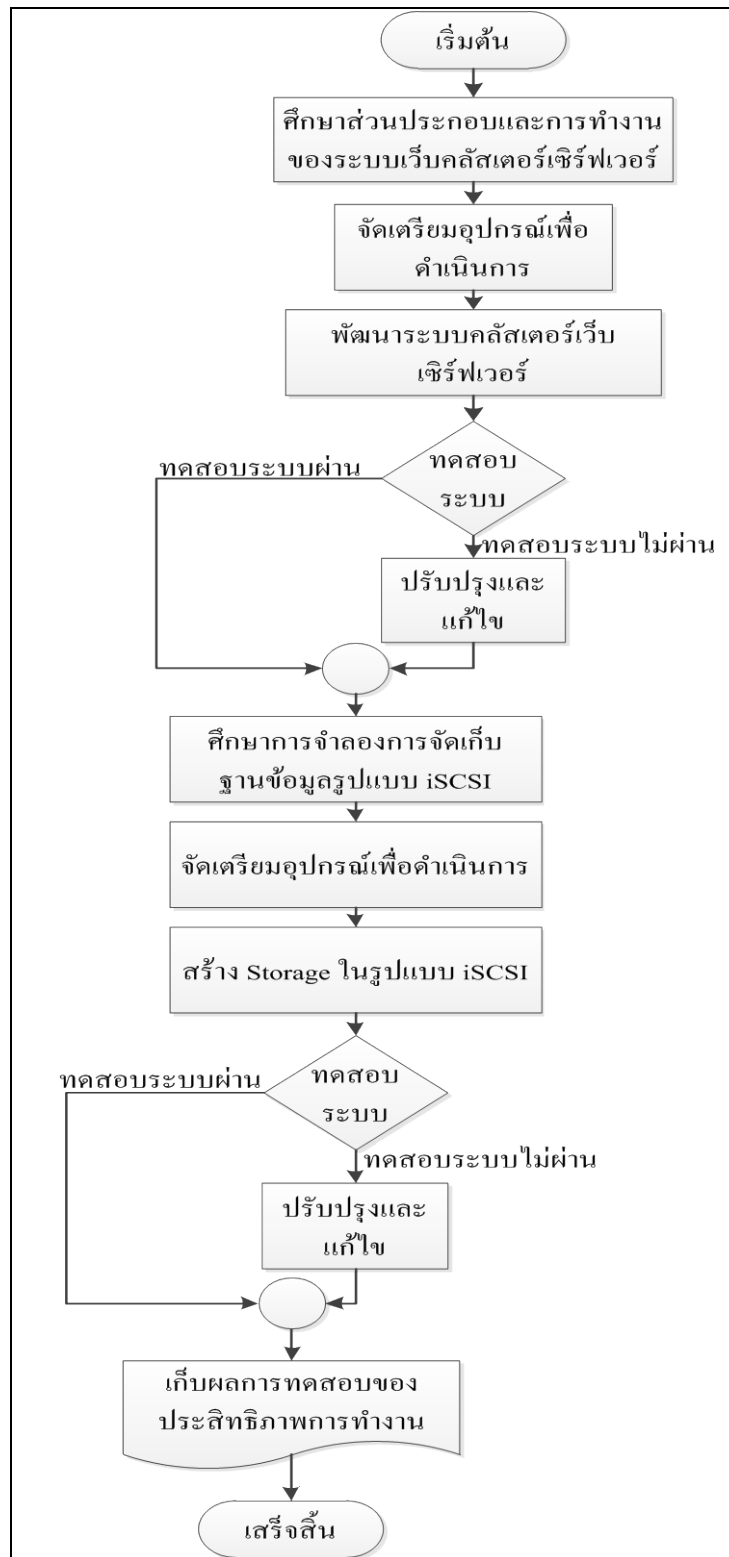 เริ่มต้น
ศึกษาส่วนประกอบและการทำงาน
ของระบบเว็บคลัสเตอร์เซิร์ฟเวอร์
จัดเตรียมอุปกรณ์เพื่อ
ดำเนินการ
พัฒนาระบบคลัสเตอร์เว็บ
เซิร์ฟเวอร์
ทดสอบ
ระบบ
ทดสอบระบบผ่าน
ทดสอบระบบไม่ผ่าน
ปรับปรุงและ
แก้ไข
ศึกษาการจำลองการจัดเก็บ
ฐานข้อมูลรูปแบบ iSCSI
จัดเตรียมอุปกรณ์เพื่อดำเนินการ
สร้าง Storage ในรูปแบบ iSCSI
ทดสอบ
ระบบ
ทดสอบระบบผ่าน
ทดสอบระบบไม่ผ่าน
ปรับปรุงและ
แก้ไข
เก็บผลการทดสอบของ
ประสิทธิภาพการทำงาน
เสร็จสิ้น